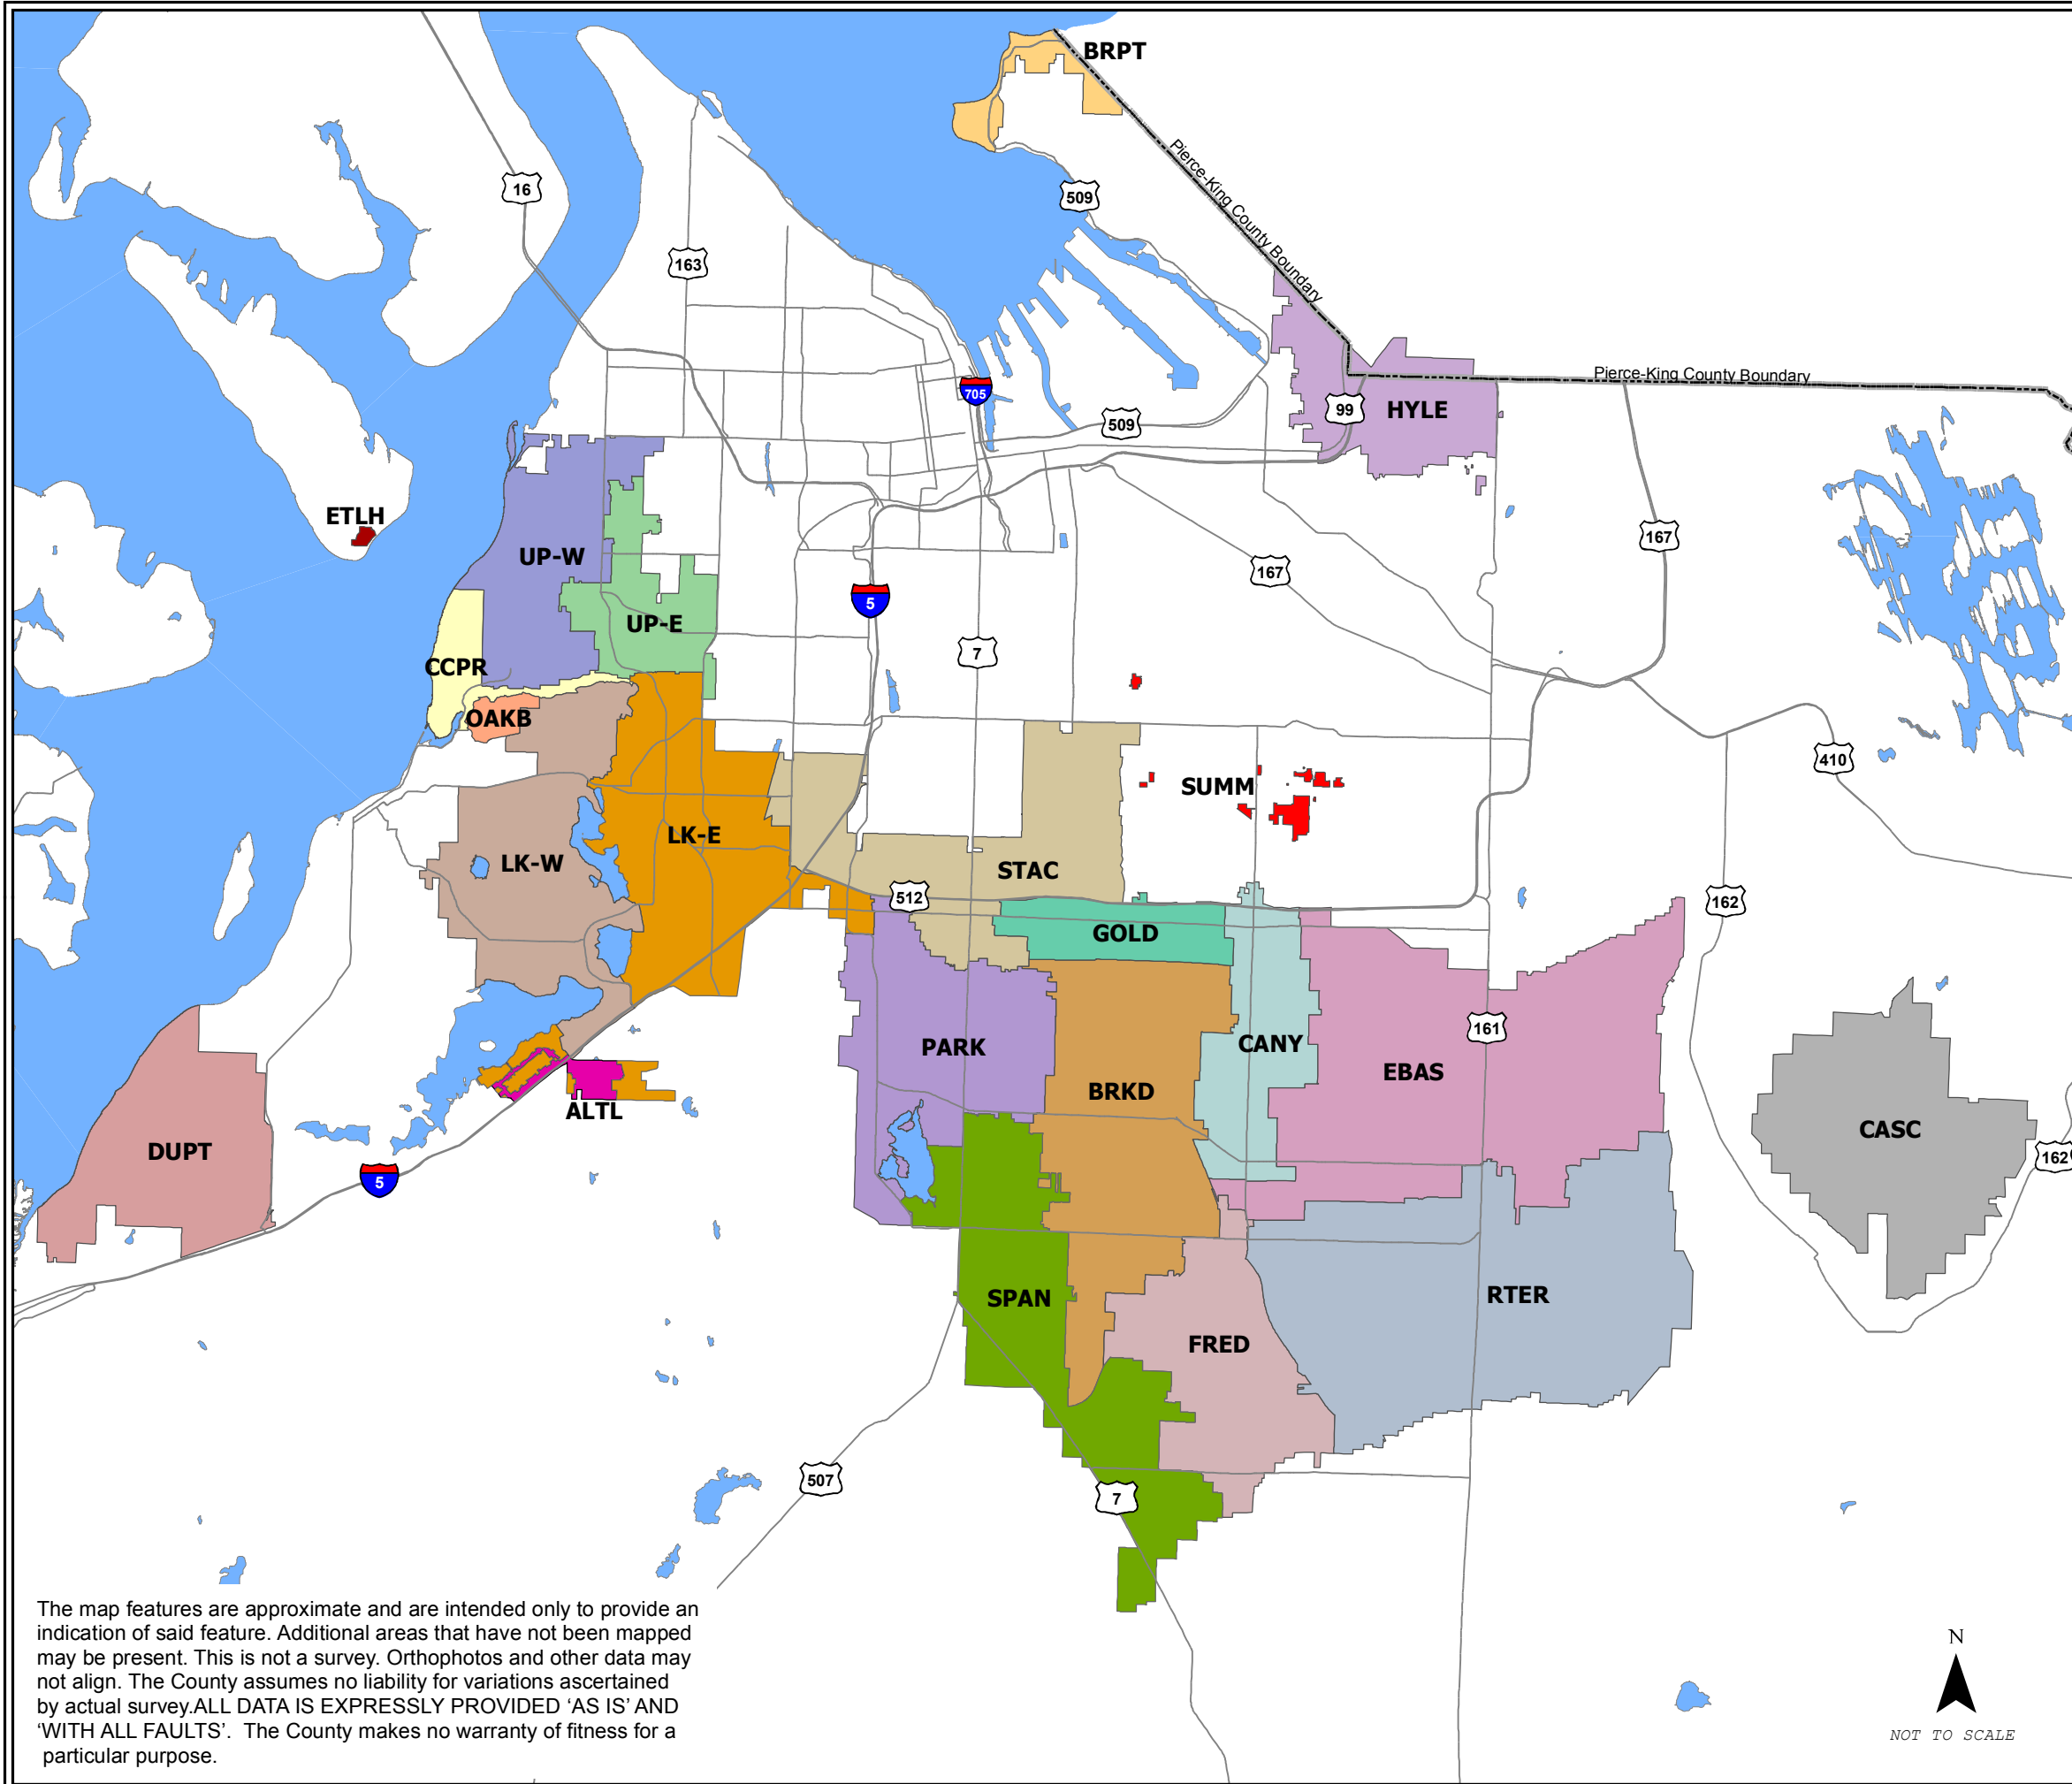 BRPT
Pierce-King County Boundary
16
509
163
Pierce-King County Boundary
705
99
HYLE
509
ETLH
UP-W
167
167
5
UP-E
7
CCPR
OAKB
410
SUMM
LK-E
LK-W
STAC
512
162
GOLD
161
PARK
CANY
EBAS
BRKD
ALTL
CASC
DUPT
162
5
SPAN
RTER
FRED
507
7
The map features are approximate and are intended only to provide an
indication of said feature. Additional areas that have not been mapped
may be present. This is not a survey. Orthophotos and other data may
not align. The County assumes no liability for variations ascertained
by actual survey.ALL DATA IS EXPRESSLY PROVIDED ‘AS IS’ AND
‘WITH ALL FAULTS’.  The County makes no warranty of fitness for a
particular purpose.
N
NOT TO SCALE